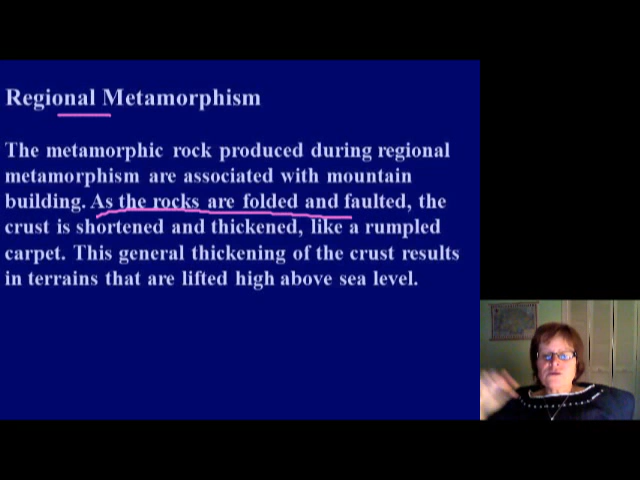 Regional Metamorphism
The metamorphic rock produced during regional
metamorphism are associated with mountain
building. As the rocks are folded and faulted, the
crust is shortened and thickened, like a rumpled
carpet. This general thickening of the crust results
in terrains that are lifted high above sea level.